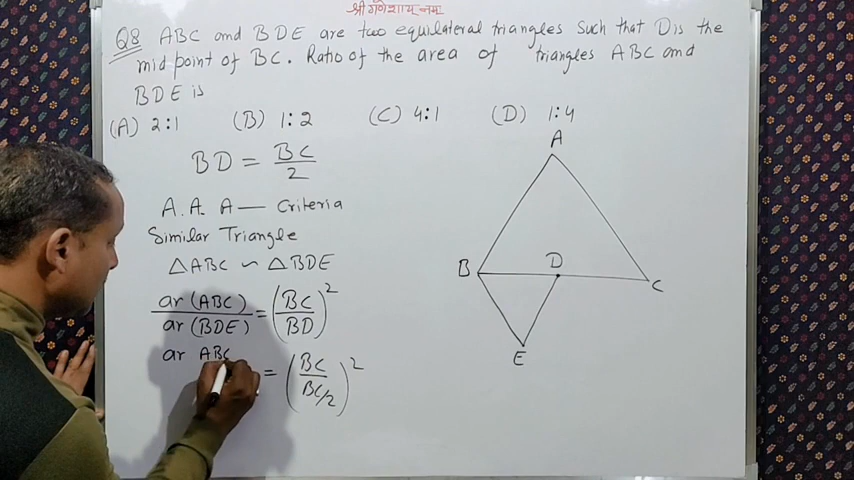 श्री गणेशाय नमः
Q8 ABC and BDE are two equilateral triangles such that D is the
mid point of BC. Ratio of the area of triangles ABC and
BDE is
(A) 2:1 (B) 1:2 (C) 4:1 (D) 1:4
BD = BC/2
A. A. A — Criteria
Similar Triangle
△ABC ∽ △BDE
ar (ABC)/ar (BDE) = (BC/BD)²
ar ABC = (BC/BC/2)²
A
B D C
E